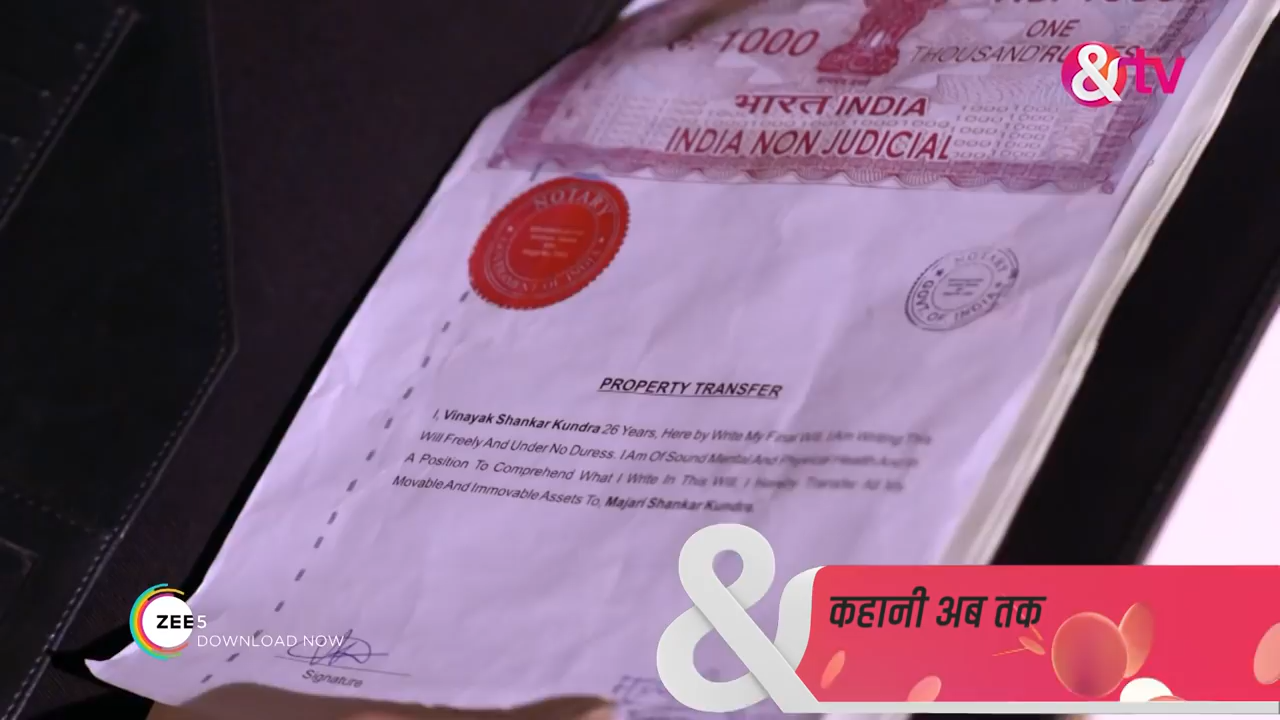 1000
ONE
THOUSAND RUPEES
&tv
भारत INDIA
INDIA NON JUDICIAL
NOTARY
NOTARY
GOVT. OF INDIA
PROPERTY TRANSFER
I, Vinayak Shankar Kundra 26 Years, Here by Write My Final Will. I Am Writing This
Will Freely And Under No Duress. I Am Of Sound Mental And Physical Health And In
A Position To Comprehend What I Write In This Will. I Hereby Transfer All My
Movable And Immovable Assets To, Majari Shankar Kundra.
&
कहानी अब तक
ZEE5
DOWNLOAD NOW
Signature